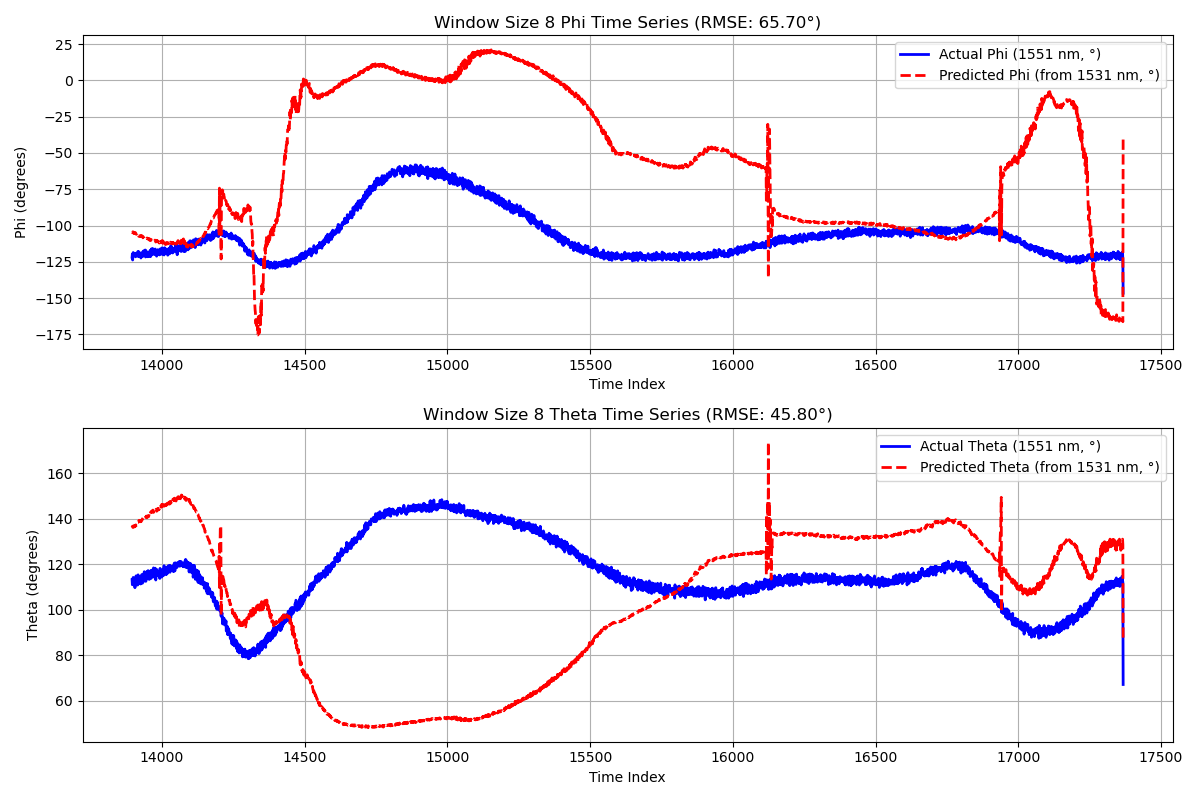 Window Size 8 Phi Time Series (RMSE: 65.70°)
Phi (degrees)
25
0
−25
−50
−75
−100
−125
−150
−175
Actual Phi (1551 nm, °)
Predicted Phi (from 1531 nm, °)
14000 14500 15000 15500 16000 16500 17000 17500
Time Index
Window Size 8 Theta Time Series (RMSE: 45.80°)
Theta (degrees)
160
140
120
100
80
60
Actual Theta (1551 nm, °)
Predicted Theta (from 1531 nm, °)
14000 14500 15000 15500 16000 16500 17000 17500
Time Index